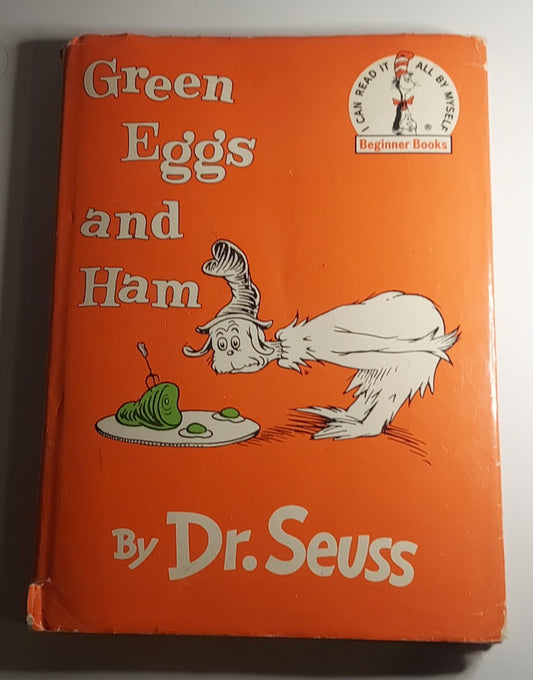 Green
Eggs
and
Ham
I CAN READ IT ALL BY MYSELF
®
Beginner Books
By Dr. Seuss